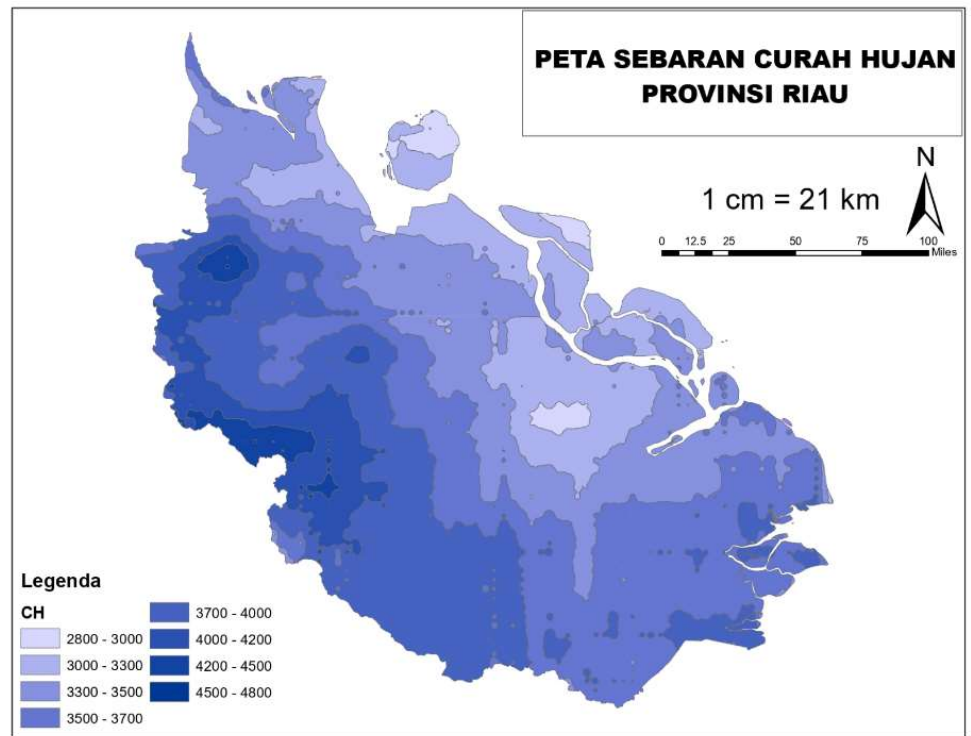 PETA SEBARAN CURAH HUJAN
PROVINSI RIAU
N
1 cm = 21 km
0 12.5 25 50 75 100
Miles
Legenda
CH
2800 - 3000
3000 - 3300
3300 - 3500
3500 - 3700
3700 - 4000
4000 - 4200
4200 - 4500
4500 - 4800